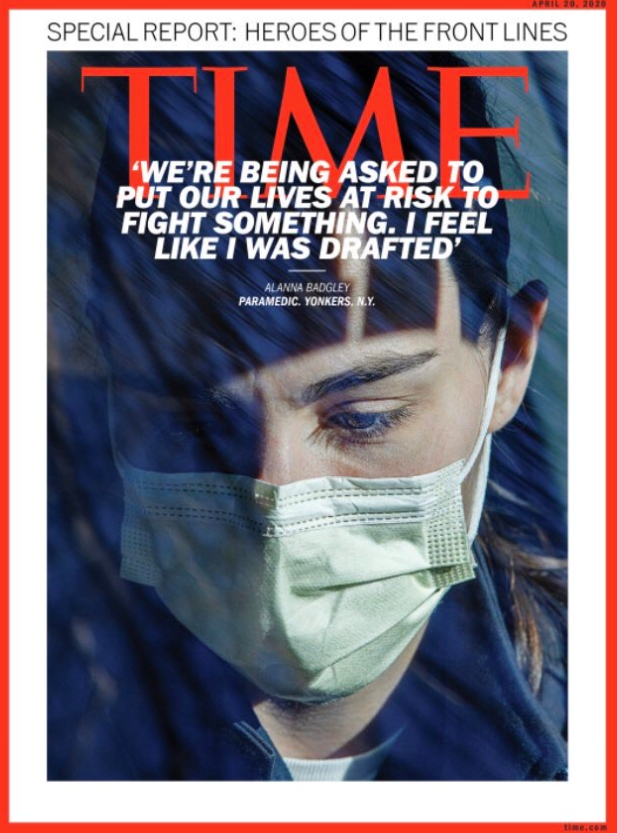 APRIL 20, 2020
SPECIAL REPORT: HEROES OF THE FRONT LINES
TIME
‘WE’RE BEING ASKED TO
PUT OUR LIVES AT RISK TO
FIGHT SOMETHING. I FEEL
LIKE I WAS DRAFTED’
ALANNA BADGLEY
PARAMEDIC. YONKERS, N.Y.
time.com